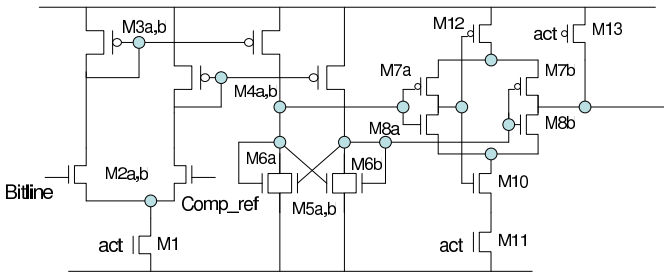 M3a,b
M12
act
M13
M4a,b
M7a
M7b
M8a
M8b
M2a,b
M6a
M6b
Bitline
Comp_ref
M5a,b
M10
act
M1
act
M11